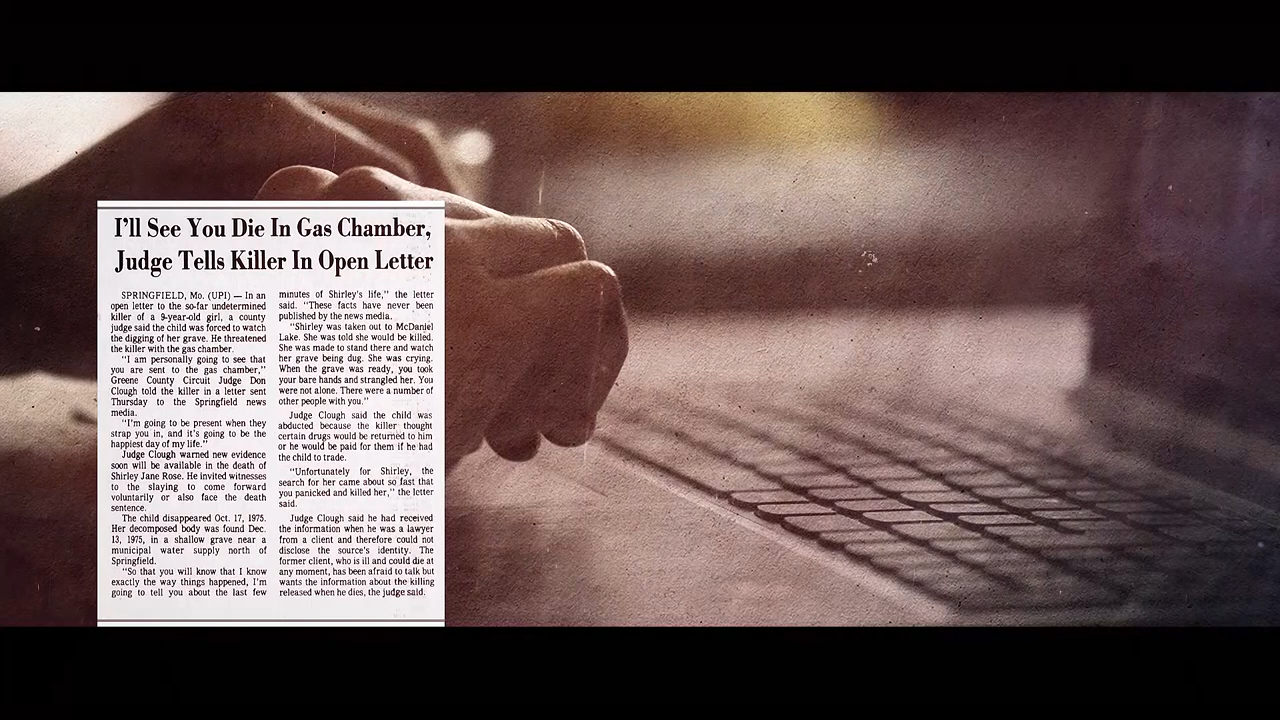 I'll See You Die In Gas Chamber,
Judge Tells Killer In Open Letter
SPRINGFIELD, Mo. (UPI) — In an
open letter to the so-far undetermined
killer of a 9-year-old girl, a county
judge said the child was forced to watch
the digging of her grave. He threatened
the killer with the gas chamber.
"I am personally going to see that
you are sent to the gas chamber,"
Greene County Circuit Judge Don
Clough told the killer in a letter sent
Thursday to the Springfield news
media.
"I'm going to be present when they
strap you in, and it's going to be the
happiest day of my life."
Judge Clough warned new evidence
soon will be available in the death of
Shirley Jane Rose. He invited witnesses
to the slaying to come forward
voluntarily or also face the death
sentence.
The child disappeared Oct. 17, 1975.
Her decomposed body was found Dec.
13, 1975, in a shallow grave near a
municipal water supply north of
Springfield.
"So that you will know that I know
exactly the way things happened, I'm
going to tell you about the last few
minutes of Shirley's life," the letter
said. "These facts have never been
published by the news media.
"Shirley was taken out to McDaniel
Lake. She was told she would be killed.
She was made to stand there and watch
her grave being dug. She was crying.
When the grave was ready, you took
your bare hands and strangled her. You
were not alone. There were a number of
other people with you."
Judge Clough said the child was
abducted because the killer thought
certain drugs would be returned to him
or he would be paid for them if he had
the child to trade.
"Unfortunately for Shirley, the
search for her came about so fast that
you panicked and killed her," the letter
said.
Judge Clough said he had received
the information when he was a lawyer
from a client and therefore could not
disclose the source's identity. The
former client, who is ill and could die at
any moment, has been afraid to talk but
wants the information about the killing
released when he dies, the judge said.